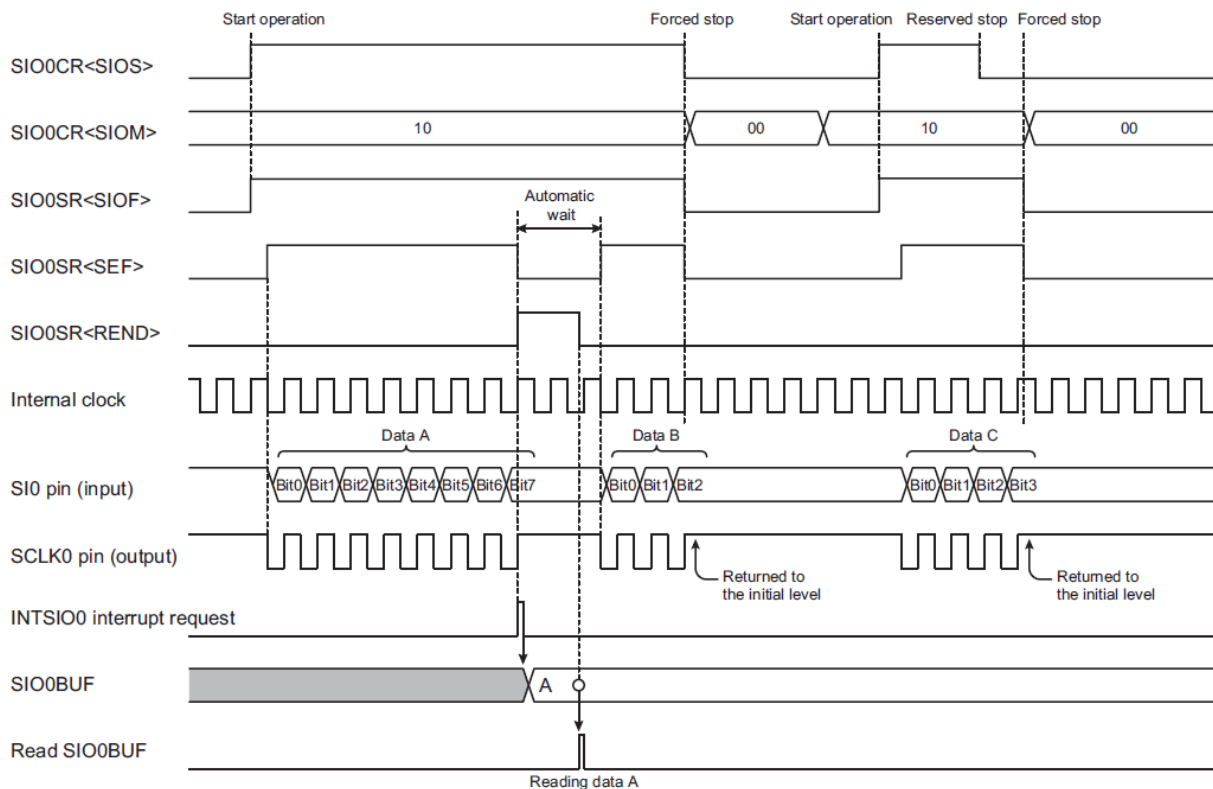 Start operation Forced stop Start operation Reserved stop Forced stop
SIO0CR<SIOS>
SIO0CR<SIOM> 10 00 10 00
SIO0SR<SIOF>
Automatic
wait
SIO0SR<SEF>
SIO0SR<REND>
Internal clock
Data A Data B Data C
SI0 pin (input) Bit0 Bit1 Bit2 Bit3 Bit4 Bit5 Bit6 Bit7 Bit0 Bit1 Bit2 Bit0 Bit1 Bit2 Bit3
SCLK0 pin (output)
Returned to
the initial level
Returned to
the initial level
INTSIO0 interrupt request
SIO0BUF A
Read SIO0BUF
Reading data A